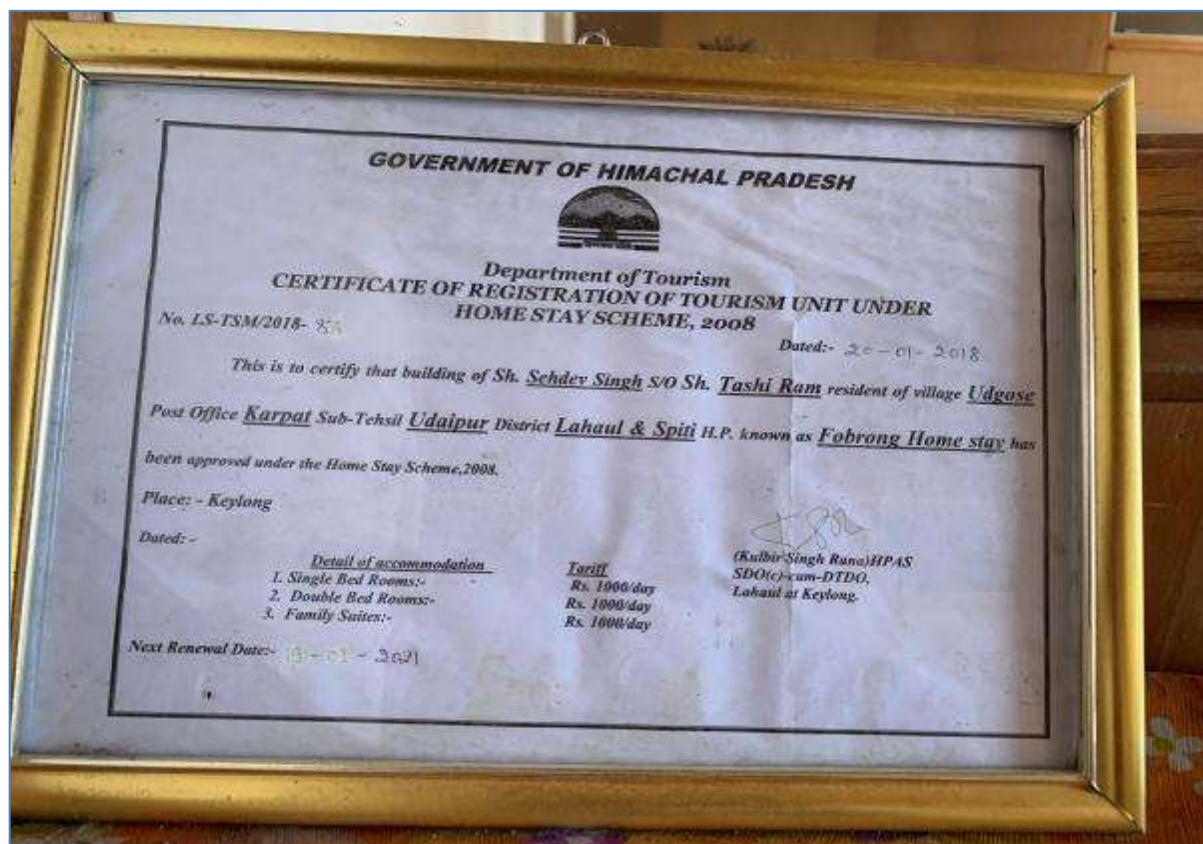 GOVERNMENT OF HIMACHAL PRADESH
Department of Tourism
CERTIFICATE OF REGISTRATION OF TOURISM UNIT UNDER
HOME STAY SCHEME, 2008
No. LS-TSM/2018-
Dated:- 20-01-2018
This is to certify that building of Sh. Sehdev Singh S/O Sh. Tashi Ram resident of village Udgose
Post Office Karpat Sub-Tehsil Udaipur District Lahaul & Spiti H.P. known as Fobrong Home stay has
been approved under the Home Stay Scheme,2008.
Place: - Keylong
Dated: -
Detail of accommodation Tariff
1. Single Bed Rooms:- Rs. 1000/day
2. Double Bed Rooms:- Rs. 1000/day
3. Family Suites:- Rs. 1000/day
(Kulbir Singh Rana)HPAS
SDO(c)-cum-DTDO,
Lahaul at Keylong.
Next Renewal Date:- -01-2021